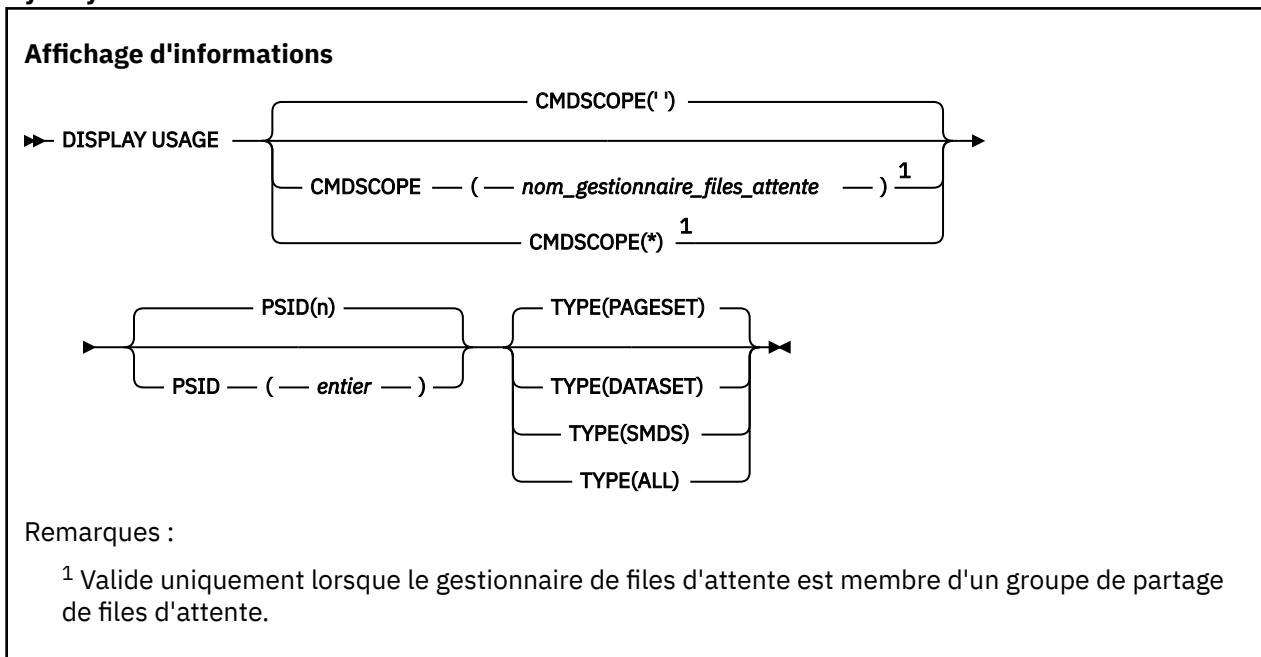 Affichage d'informations
CMDSCOPE(' ')
DISPLAY USAGE
CMDSCOPE ( nom_gestionnaire_files_attente ) 1
CMDSCOPE(*) 1
PSID(n)
PSID ( entier )
TYPE(PAGESET)
TYPE(DATASET)
TYPE(SMDS)
TYPE(ALL)
Remarques :
1 Valide uniquement lorsque le gestionnaire de files d'attente est membre d'un groupe de partage
de files d'attente.